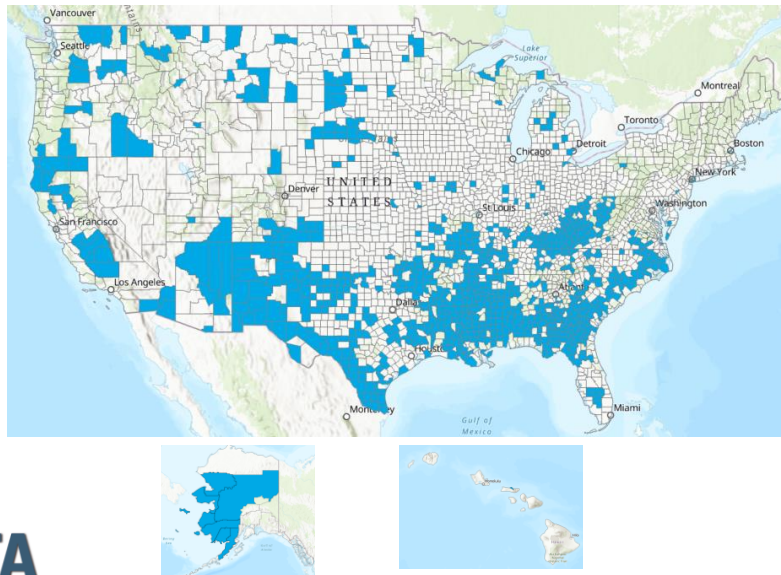 Vancouver
Seattle
Lake
Superior
Montreal
Toronto
Detroit
Boston
Chicago
New York
UNITED
STATES
Denver
St Louis
Washington
San Francisco
Los Angeles
Dallas
Houston
Monterrey
Miami
Gulf of
Mexico
TA